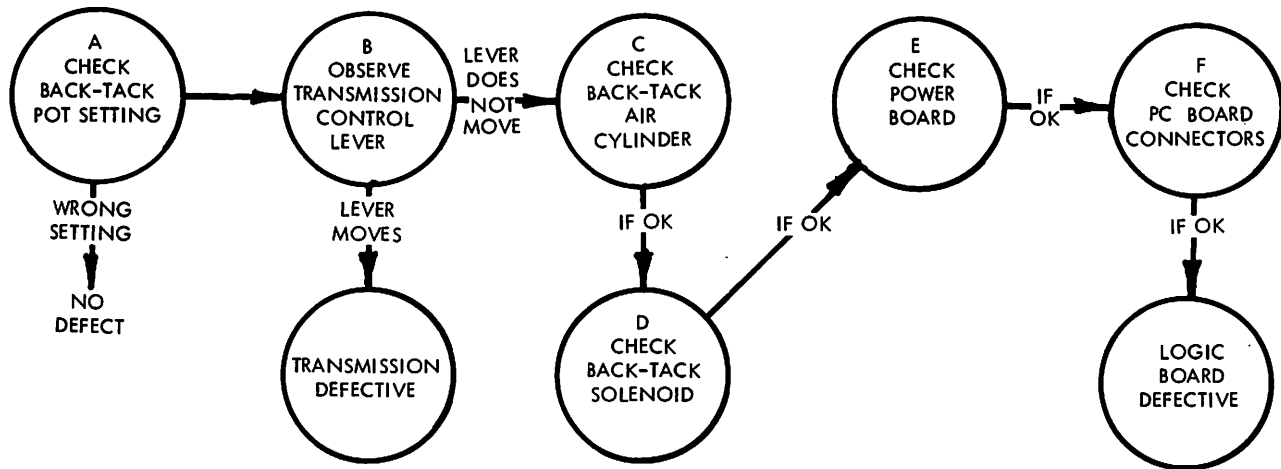 A
CHECK
BACK-TACK
POT SETTING
WRONG
SETTING
NO
DEFECT
B
OBSERVE
TRANSMISSION
CONTROL
LEVER
LEVER
MOVES
TRANSMISSION
DEFECTIVE
LEVER
DOES
NOT
MOVE
C
CHECK
BACK-TACK
AIR
CYLINDER
IF OK
D
CHECK
BACK-TACK
SOLENOID
IF OK
E
CHECK
POWER
BOARD
IF
OK
F
CHECK
PC BOARD
CONNECTORS
IF OK
LOGIC
BOARD
DEFECTIVE